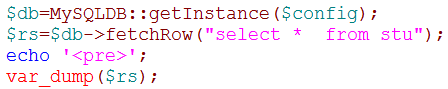 $db=MySQLDB::getInstance($config);
$rs=$db->fetchRow("select *  from stu");
echo '<pre>';
var_dump($rs);